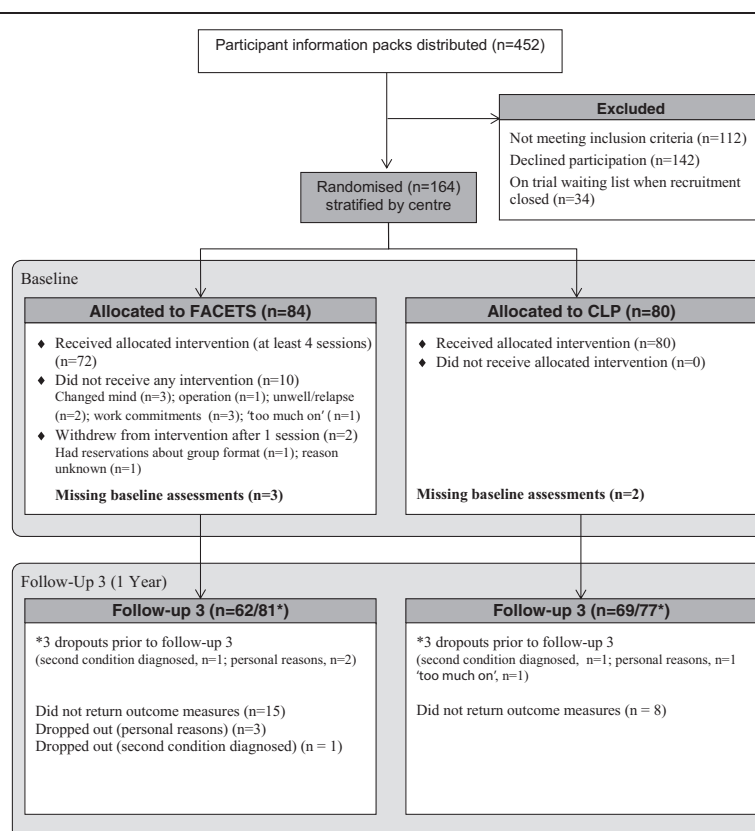 Participant information packs distributed (n=452)
Excluded
Not meeting inclusion criteria (n=112)
Declined participation (n=142)
On trial waiting list when recruitment
closed (n=34)
Randomised (n=164)
stratified by centre
Baseline
Allocated to FACETS (n=84)
♦ Received allocated intervention (at least 4 sessions)
(n=72)
♦ Did not receive any intervention (n=10)
Changed mind (n=3); operation (n=1); unwell/relapse
(n=2); work commitments (n=3); 'too much on' (n=1)
♦ Withdrew from intervention after 1 session (n=2)
Had reservations about group format (n=1); reason
unknown (n=1)
Missing baseline assessments (n=3)
Allocated to CLP (n=80)
♦ Received allocated intervention (n=80)
♦ Did not receive allocated intervention (n=0)
Missing baseline assessments (n=2)
Follow-Up 3 (1 Year)
Follow-up 3 (n=62/81*)
*3 dropouts prior to follow-up 3
(second condition diagnosed, n=1; personal reasons, n=2)
Did not return outcome measures (n=15)
Dropped out (personal reasons) (n=3)
Dropped out (second condition diagnosed) (n = 1)
Follow-up 3 (n=69/77*)
*3 dropouts prior to follow-up 3
(second condition diagnosed, n=1; personal reasons, n=1
'too much on', n=1)
Did not return outcome measures (n = 8)